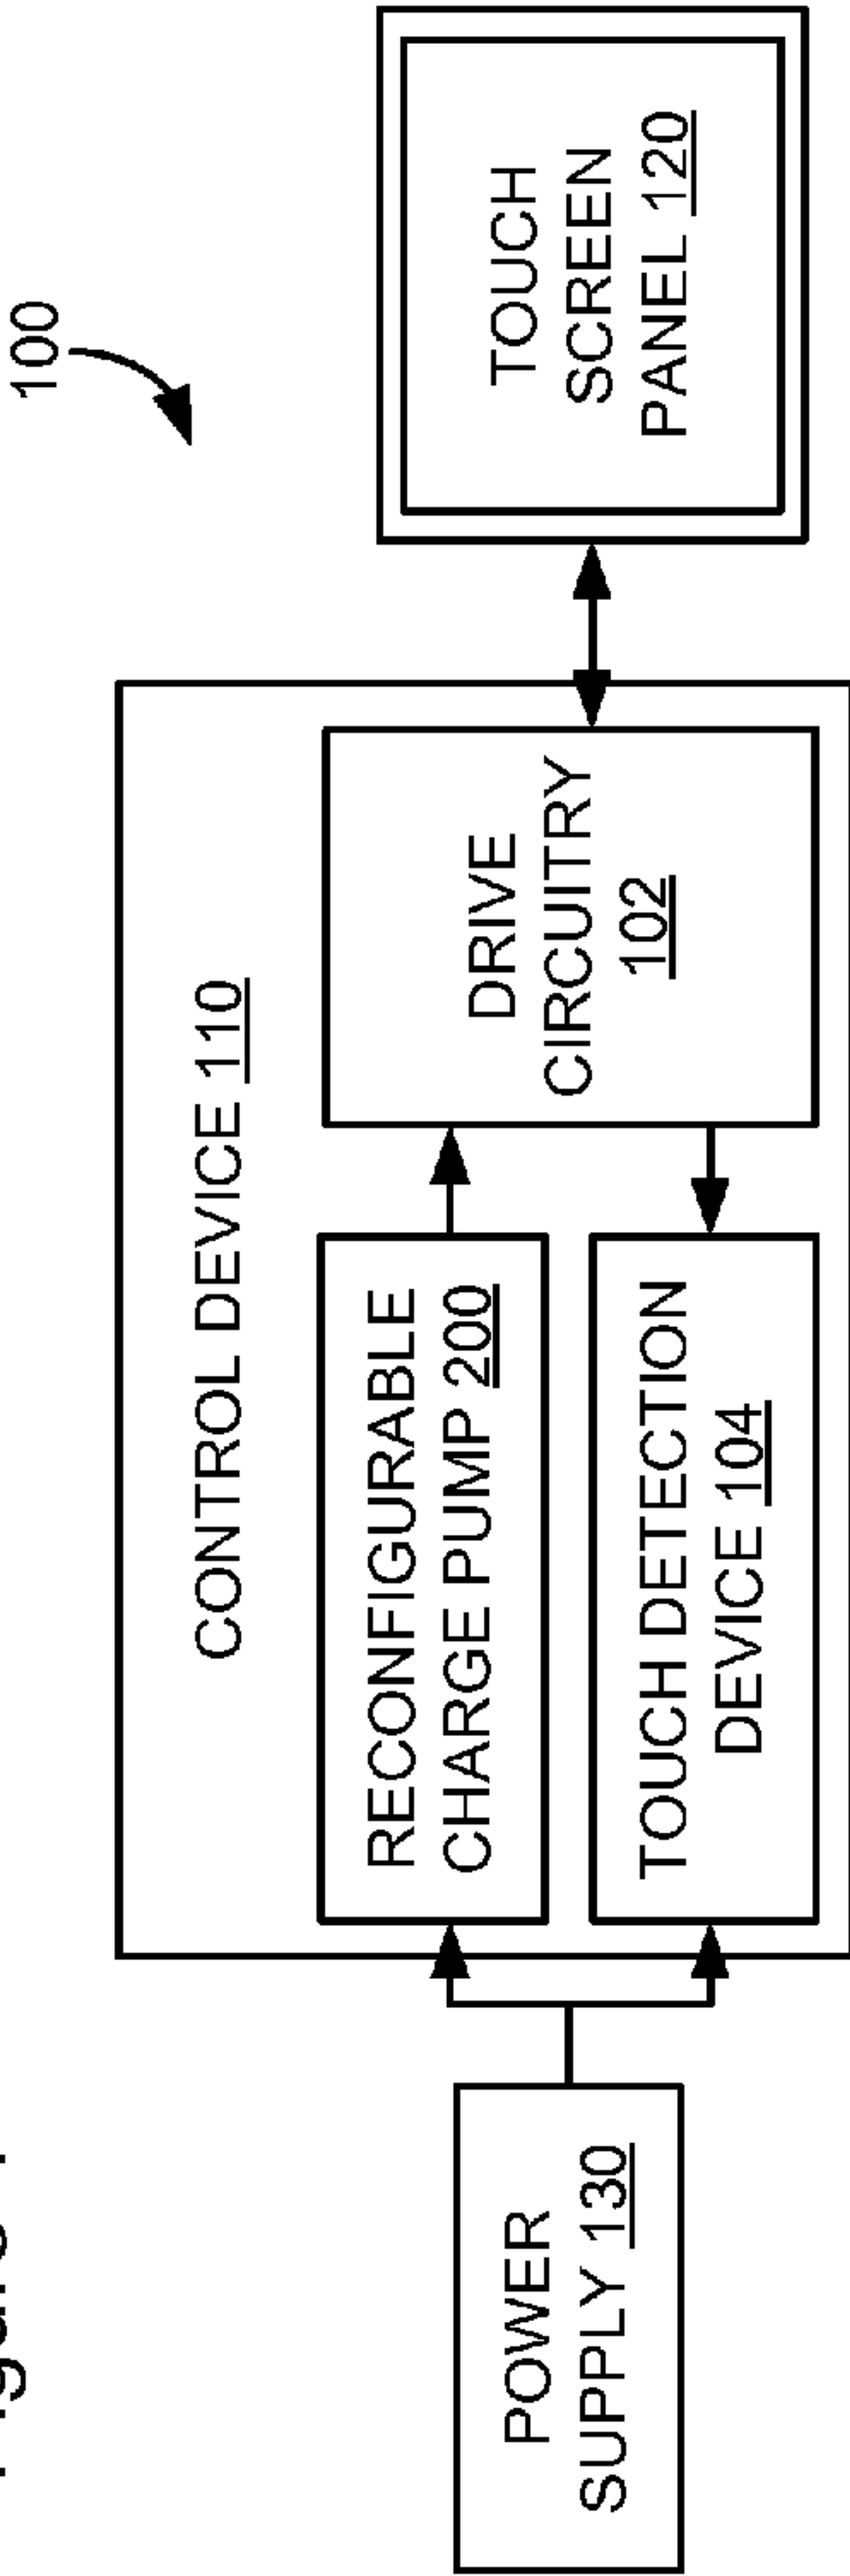 100
CONTROL DEVICE 110
POWER
SUPPLY 130
RECONFIGURABLE
CHARGE PUMP 200
TOUCH DETECTION
DEVICE 104
DRIVE
CIRCUITRY
102
TOUCH
SCREEN
PANEL 120